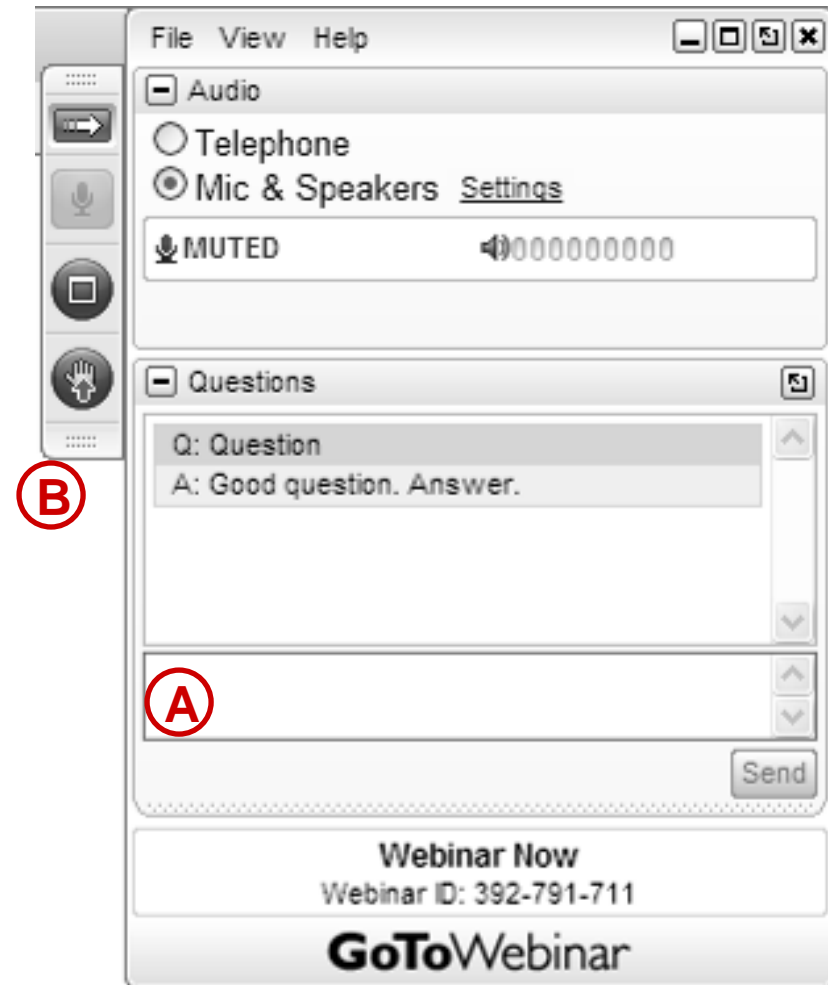 File View Help
Audio
Telephone
Mic & Speakers Settings
MUTED 000000000
Questions
Q: Question
A: Good question. Answer.
B
A
Send
Webinar Now
Webinar ID: 392-791-711
GoToWebinar